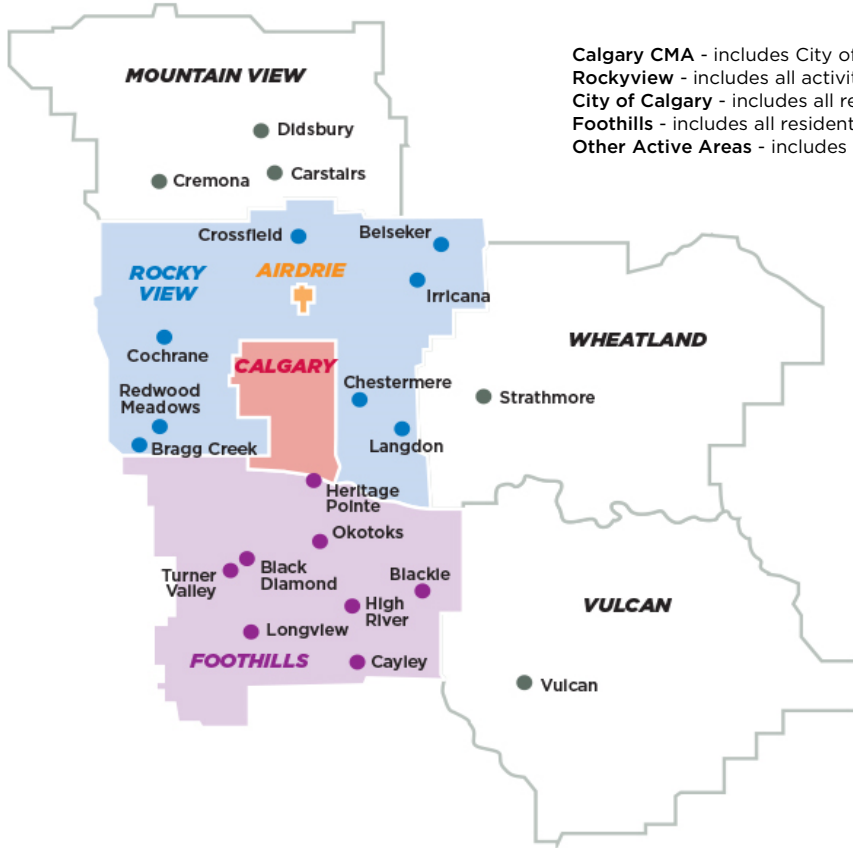 MOUNTAIN VIEW
Calgary CMA - includes City of
Rockyview - includes all activit
City of Calgary - includes all re
Foothills - includes all resident
Other Active Areas - includes
Didsbury
Cremona
Carstairs
Crossfield
Beiseker
ROCKY
VIEW
AIRDRIE
Irricana
Cochrane
CALGARY
WHEATLAND
Redwood
Meadows
Chestermere
Strathmore
Bragg Creek
Langdon
Heritage
Pointe
Okotoks
Turner
Valley
Black
Diamond
Blackie
High
River
VULCAN
Longview
FOOTHILLS
Cayley
Vulcan